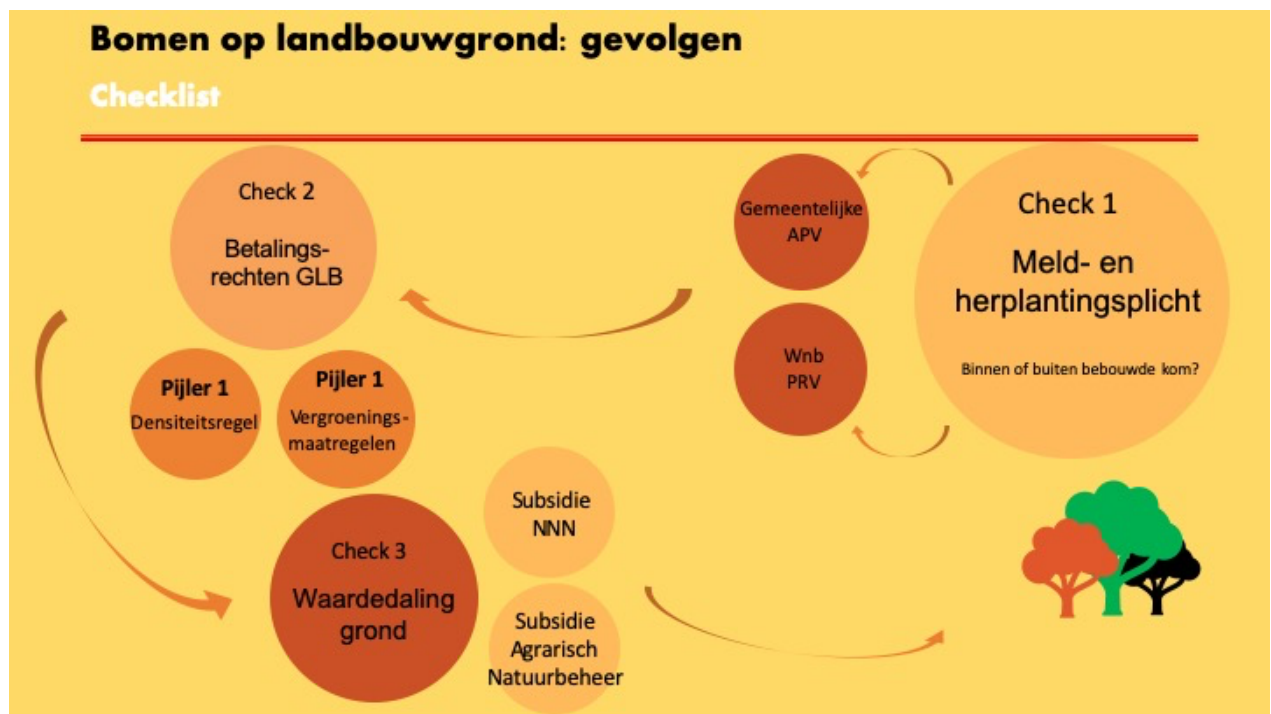 Bomen op landbouwgrond: gevolgen
Checklist
Check 1
Meld- en
herplantingsplicht
Binnen of buiten bebouwde kom?
Gemeentelijke
APV
Wnb
PRV
Check 2
Betalings-
rechten GLB
Pijler 1
Densiteitsregel
Pijler 1
Vergroenings-
maatregelen
Check 3
Waardedaling
grond
Subsidie
NNN
Subsidie
Agrarisch
Natuurbeheer